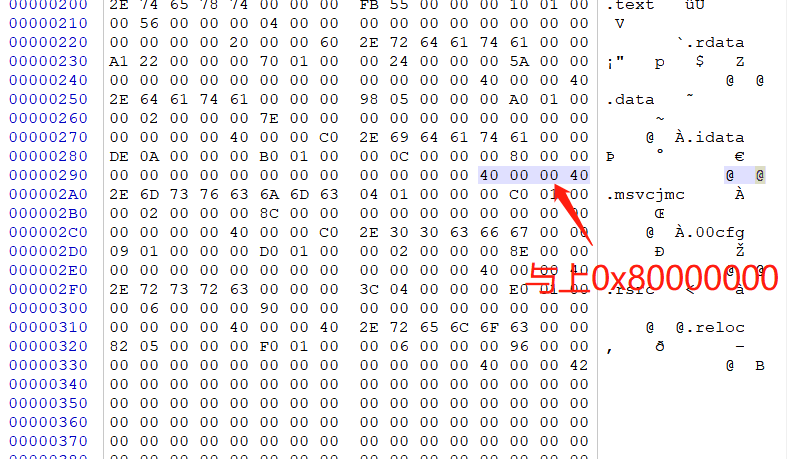 00000200 2E 74 65 78 74 00 00 00 FB 55 00 00 00 10 01 00 .text ûU
00000210 00 56 00 00 00 04 00 00 00 00 00 00 00 00 00 00 V
00000220 00 00 00 00 20 00 00 60 2E 72 64 61 74 61 00 00 `.rdata
00000230 A1 22 00 00 00 70 01 00 00 24 00 00 00 5A 00 00 ¡" p $ Z
00000240 00 00 00 00 00 00 00 00 00 00 00 00 40 00 00 40 @ @
00000250 2E 64 61 74 61 00 00 00 98 05 00 00 00 A0 01 00 .data ˜
00000260 00 02 00 00 00 7E 00 00 00 00 00 00 00 00 00 00 ~
00000270 00 00 00 00 40 00 00 C0 2E 69 64 61 74 61 00 00 @ À.idata
00000280 DE 0A 00 00 00 B0 01 00 00 0C 00 00 00 80 00 00 Þ ° €
00000290 00 00 00 00 00 00 00 00 00 00 00 00 40 00 00 40 @ @
000002A0 2E 6D 73 76 63 6A 6D 63 04 01 00 00 00 C0 01 00 .msvcjmc À
000002B0 00 02 00 00 00 8C 00 00 00 00 00 00 00 00 00 00 Œ
000002C0 00 00 00 00 40 00 00 C0 2E 30 30 63 66 67 00 00 @ À.00cfg
000002D0 09 01 00 00 00 D0 01 00 00 02 00 00 00 8E 00 00 Ð Ž
000002E0 00 00 00 00 00 00 00 00 00 00 00 00 40 00 00 40 @ @
与上0x80000000
000002F0 2E 72 73 72 63 00 00 00 3C 04 00 00 00 E0 01 00 .rsrc < à
00000300 00 06 00 00 00 90 00 00 00 00 00 00 00 00 00 00
00000310 00 00 00 00 40 00 00 40 2E 72 65 6C 6F 63 00 00 @ @.reloc
00000320 82 05 00 00 00 F0 01 00 00 06 00 00 00 96 00 00 ‚ ð –
00000330 00 00 00 00 00 00 00 00 00 00 00 00 40 00 00 42 @ B
00000340 00 00 00 00 00 00 00 00 00 00 00 00 00 00 00 00
00000350 00 00 00 00 00 00 00 00 00 00 00 00 00 00 00 00
00000360 00 00 00 00 00 00 00 00 00 00 00 00 00 00 00 00
00000370 00 00 00 00 00 00 00 00 00 00 00 00 00 00 00 00